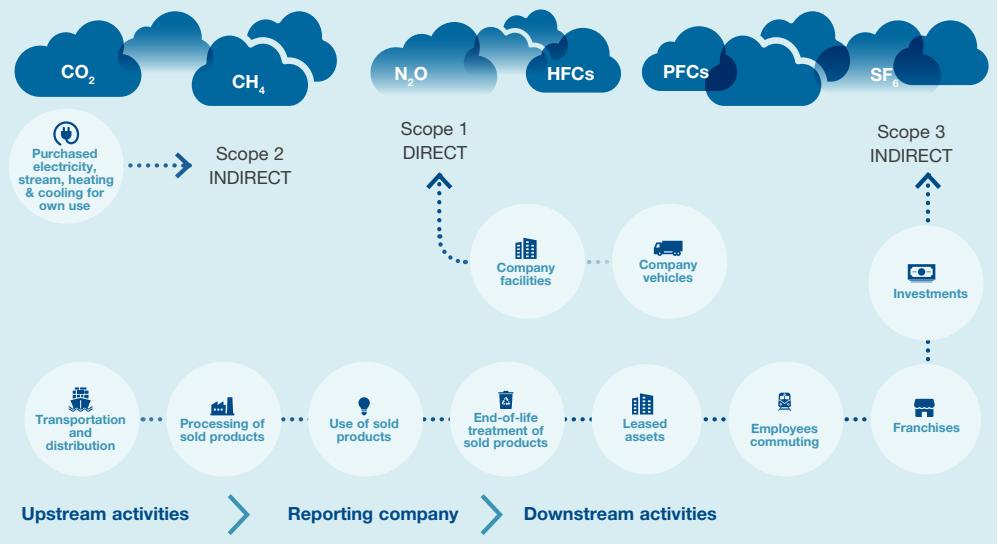 CO₂
CH₄
N₂O
HFCs
PFCs
SF₆
Purchased
electricity,
stream, heating
& cooling for
own use
Scope 2
INDIRECT
Scope 1
DIRECT
Scope 3
INDIRECT
Company
facilities
Company
vehicles
Investments
Transportation
and
distribution
Processing of
sold products
Use of sold
products
End-of-life
treatment of
sold products
Leased
assets
Employees
commuting
Franchises
Upstream activities
Reporting company
Downstream activities